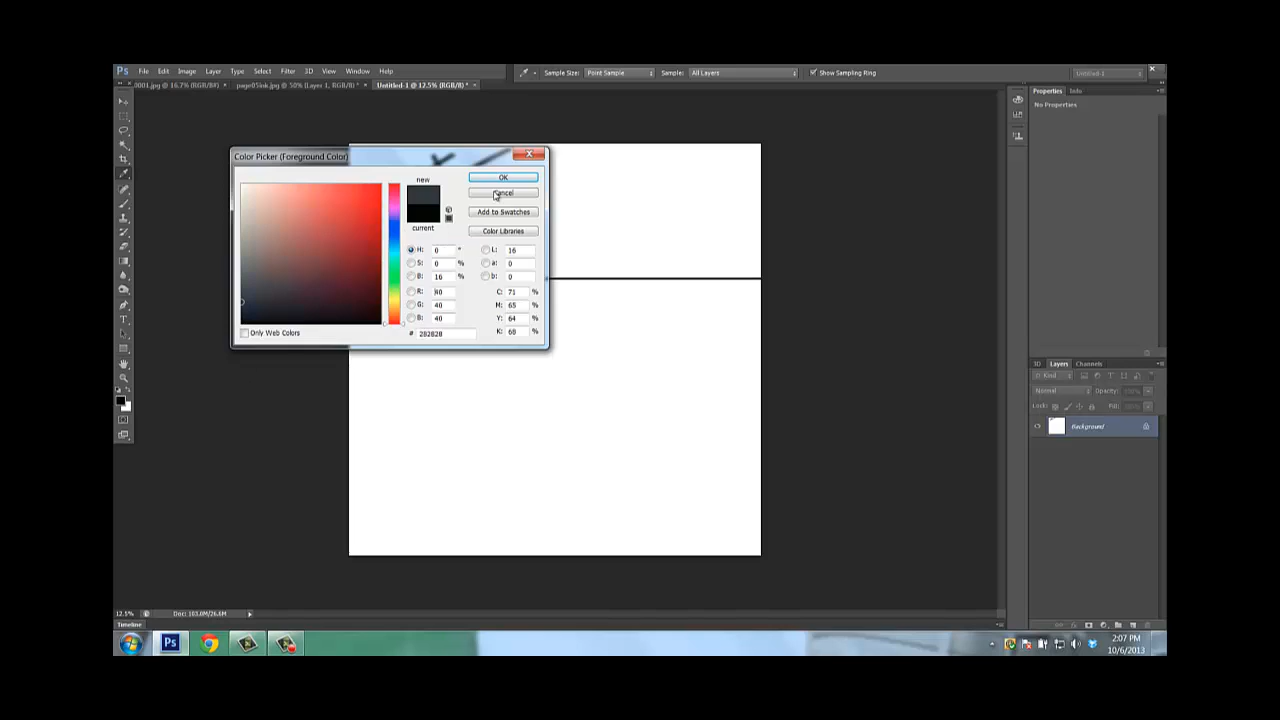 Ps File Edit Image Layer Type Select Filter 3D View Window Help
Sample Size: Point Sample Sample: All Layers Show Sampling Ring Untitled-1
0001.jpg @ 16.7% (RGB/8#) × page05ink.jpg @ 50% (Layer 1, RGB/8) * × Untitled-1 @ 12.5% (RGB/8) * ×
Properties Info
No Properties
Color Picker (Foreground Color)
new
current
OK
Cancel
Add to Swatches
Color Libraries
H: 0 ° L: 16
S: 0 % a: 0
B: 16 % b: 0
R: 40 C: 71 %
G: 40 M: 65 %
B: 40 Y: 64 %
# 282828 K: 68 %
Only Web Colors
3D Layers Channels
Kind
Normal Opacity:
Lock: Fill:
Background
12.5% Doc: 103.0M/26.6M
Timeline
Ps
2:07 PM
10/6/2013